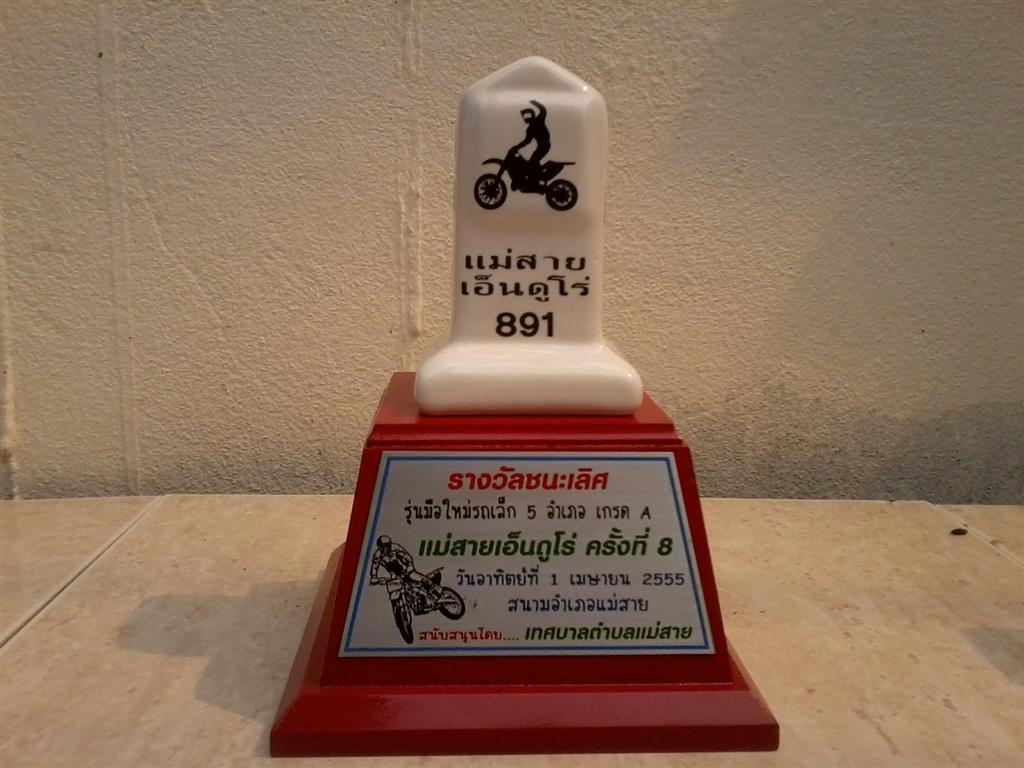 แม่สาย
เอ็นดูโร่
891
รางวัลชนะเลิศ
รุ่นมือใหม่รถเล็ก 5 อำเภอ เกรด A
แม่สายเอ็นดูโร่ ครั้งที่ 8
วันอาทิตย์ที่ 1 เมษายน 2555
สนามอำเภอแม่สาย
สนับสนุนโดย.... เทศบาลตำบลแม่สาย